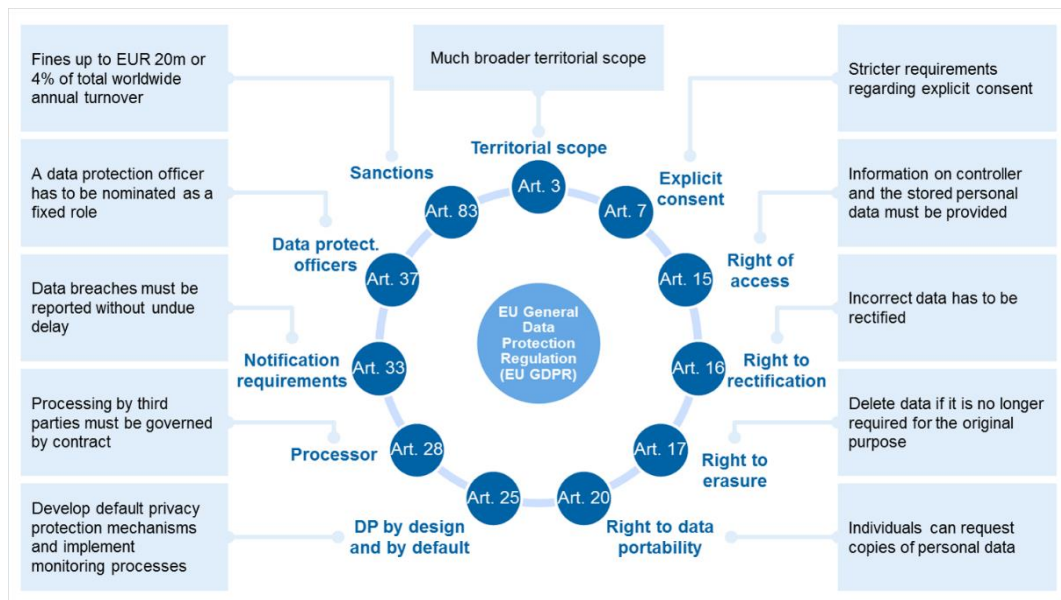 Fines up to EUR 20m or
4% of total worldwide
annual turnover
Much broader territorial scope
Stricter requirements
regarding explicit consent
A data protection officer
has to be nominated as a
fixed role
Data breaches must be
reported without undue
delay
Processing by third
parties must be governed
by contract
Develop default privacy
protection mechanisms
and implement
monitoring processes
Information on controller
and the stored personal
data must be provided
Incorrect data has to be
rectified
Delete data if it is no longer
required for the original
purpose
Individuals can request
copies of personal data
Territorial scope
Art. 3
Explicit
consent
Art. 7
Right of
access
Art. 15
Right to
rectification
Art. 16
Right to
erasure
Art. 17
Right to data
portability
Art. 20
DP by design
and by default
Art. 25
Processor
Art. 28
Notification
requirements
Art. 33
Data protect.
officers
Art. 37
Sanctions
Art. 83
EU General
Data
Protection
Regulation
(EU GDPR)